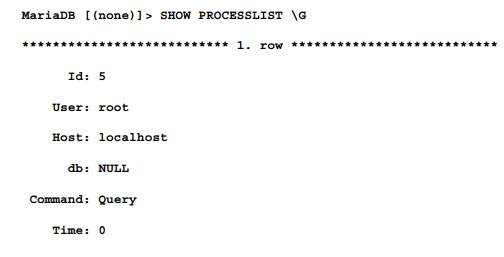 MariaDB [(none)]> SHOW PROCESSLIST \G
*************************** 1. row ***************************
Id: 5
User: root
Host: localhost
db: NULL
Command: Query
Time: 0